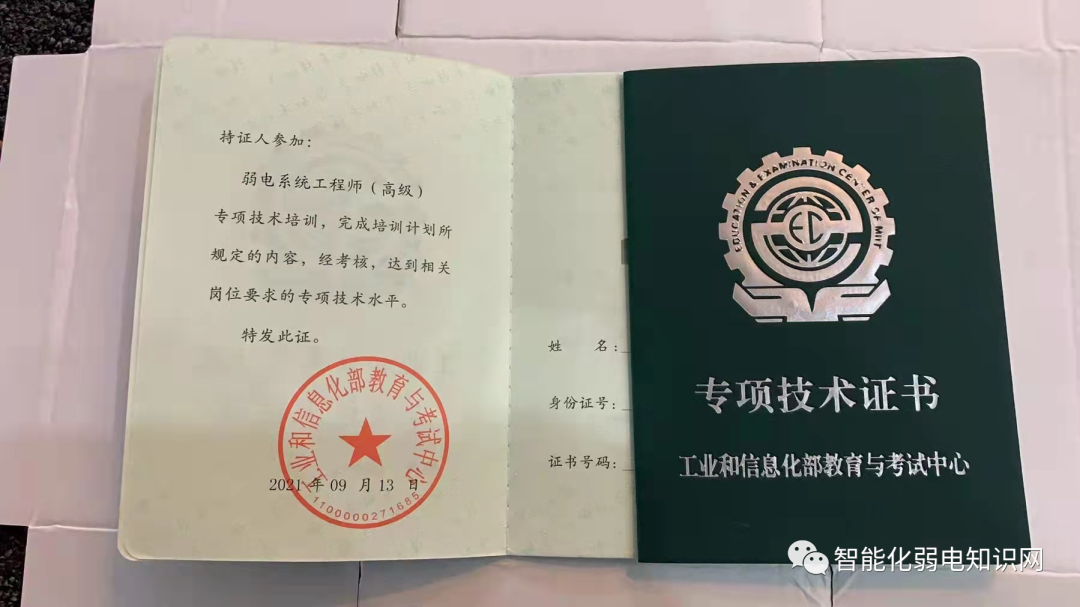 持证人参加：
弱电系统工程师（高级）
专项技术培训，完成培训计划所
规定的内容，经考核，达到相关
岗位要求的专项技术水平。
特发此证。
工业和信息化部教育与考试中心
2021 年 09 月 13 日
1100000271685
姓 名：
身份证号：
证书号码：
EDUCATION & EXAMINATION CENTER OF MIIT
EC
专项技术证书
工业和信息化部教育与考试中心
智能化弱电知识网